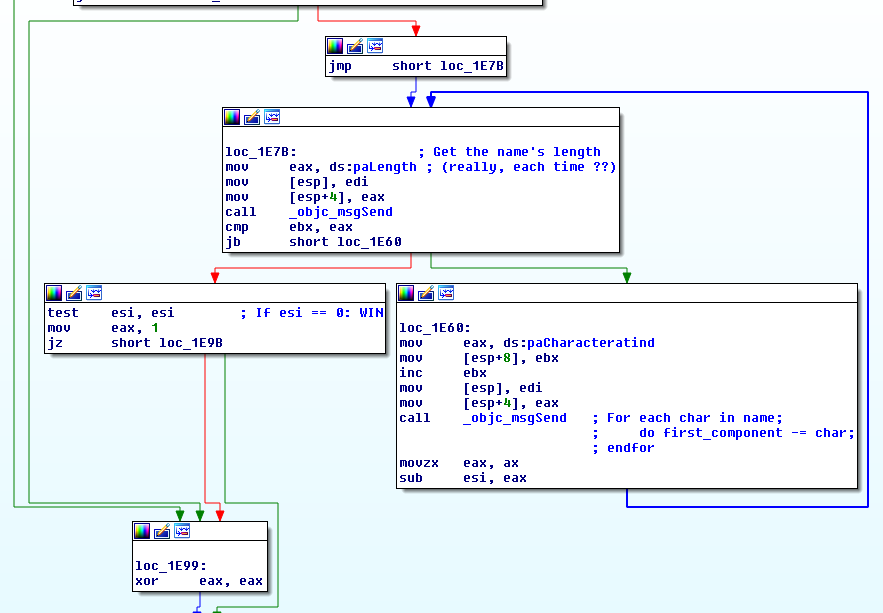 jmp short loc_1E7B
loc_1E7B: ; Get the name's length
mov eax, ds:paLength ; (really, each time ??)
mov [esp], edi
mov [esp+4], eax
call _objc_msgSend
cmp ebx, eax
jb short loc_1E60
test esi, esi ; If esi == 0: WIN
mov eax, 1
jz short loc_1E9B
loc_1E60:
mov eax, ds:paCharacteratind
mov [esp+8], ebx
inc ebx
mov [esp], edi
mov [esp+4], eax
call _objc_msgSend ; For each char in name;
; do first_component -= char;
; endfor
movzx eax, ax
sub esi, eax
loc_1E99:
xor eax, eax